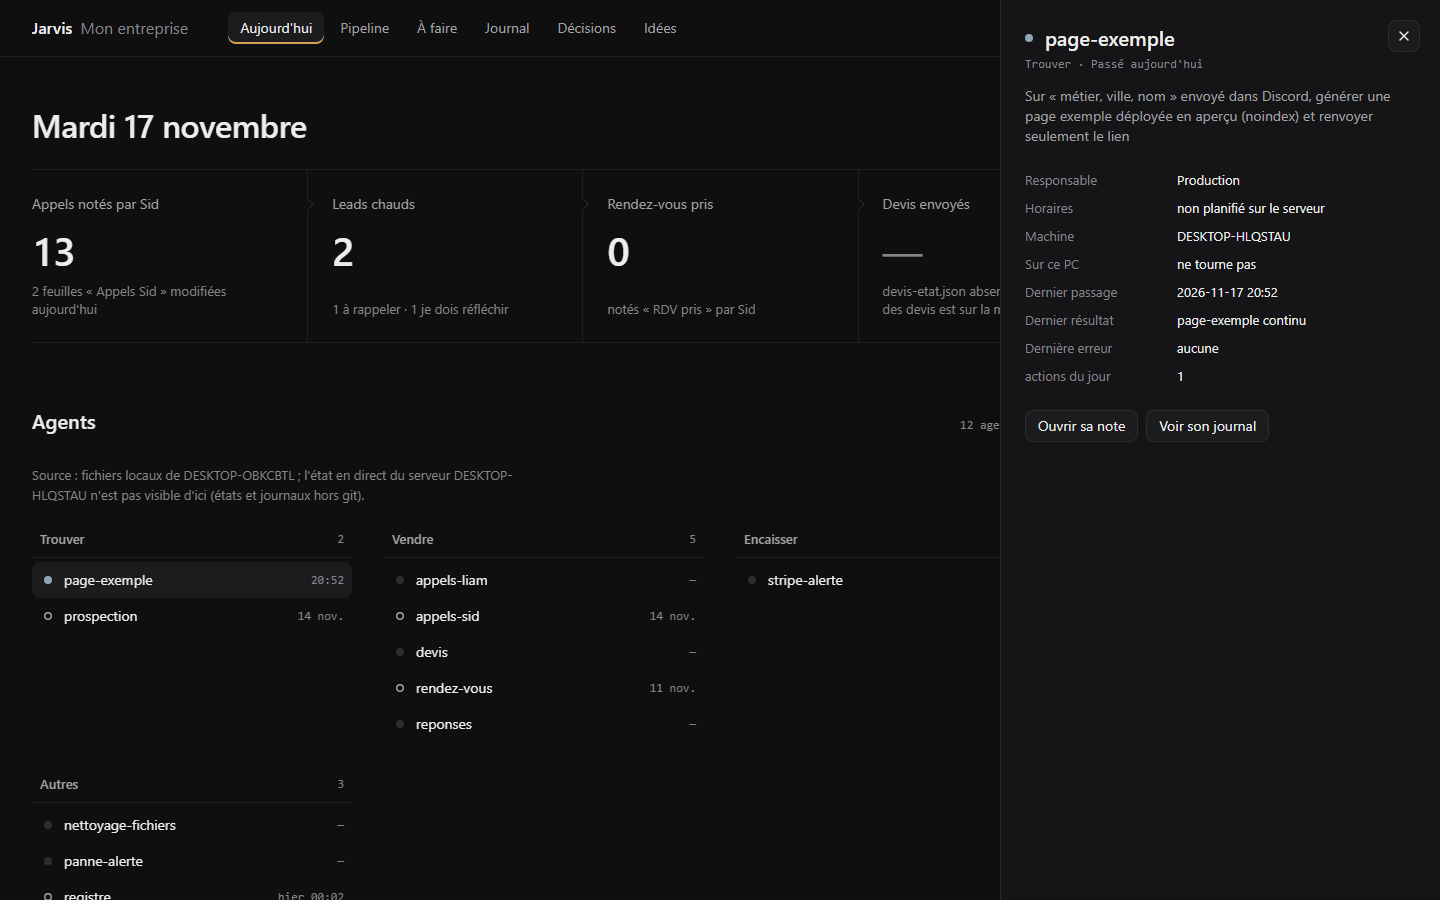 Jarvis Mon entreprise
Aujourd'hui
Pipeline
À faire
Journal
Décisions
Idées
Mardi 17 novembre
Appels notés par Sid
13
2 feuilles « Appels Sid » modifiées
aujourd'hui
Leads chauds
2
1 à rappeler · 1 je dois réfléchir
Rendez-vous pris
0
notés « RDV pris » par Sid
Devis envoyés
—
devis-etat.json
des devis est sur la
Agents
12
Source : fichiers locaux de DESKTOP-OBKCBTL ; l'état en direct du serveur DESKTOP-
HLQSTAU n'est pas visible d'ici (états et journaux hors git).
Trouver 2
page-exemple 20:52
prospection 14 nov.
Vendre 5
appels-liam –
appels-sid 14 nov.
devis –
rendez-vous 11 nov.
reponses –
Encaisser
stripe-alerte
Autres 3
nettoyage-fichiers –
panne-alerte –
registre hier 00:02
page-exemple
Trouver · Passé aujourd'hui
Sur « métier, ville, nom » envoyé dans Discord, générer une
page exemple déployée en aperçu (noindex) et renvoyer
seulement le lien
Responsable Production
Horaires non planifié sur le serveur
Machine DESKTOP-HLQSTAU
Sur ce PC ne tourne pas
Dernier passage 2026-11-17 20:52
Dernier résultat page-exemple continu
Dernière erreur aucune
actions du jour 1
Ouvrir sa note
Voir son journal